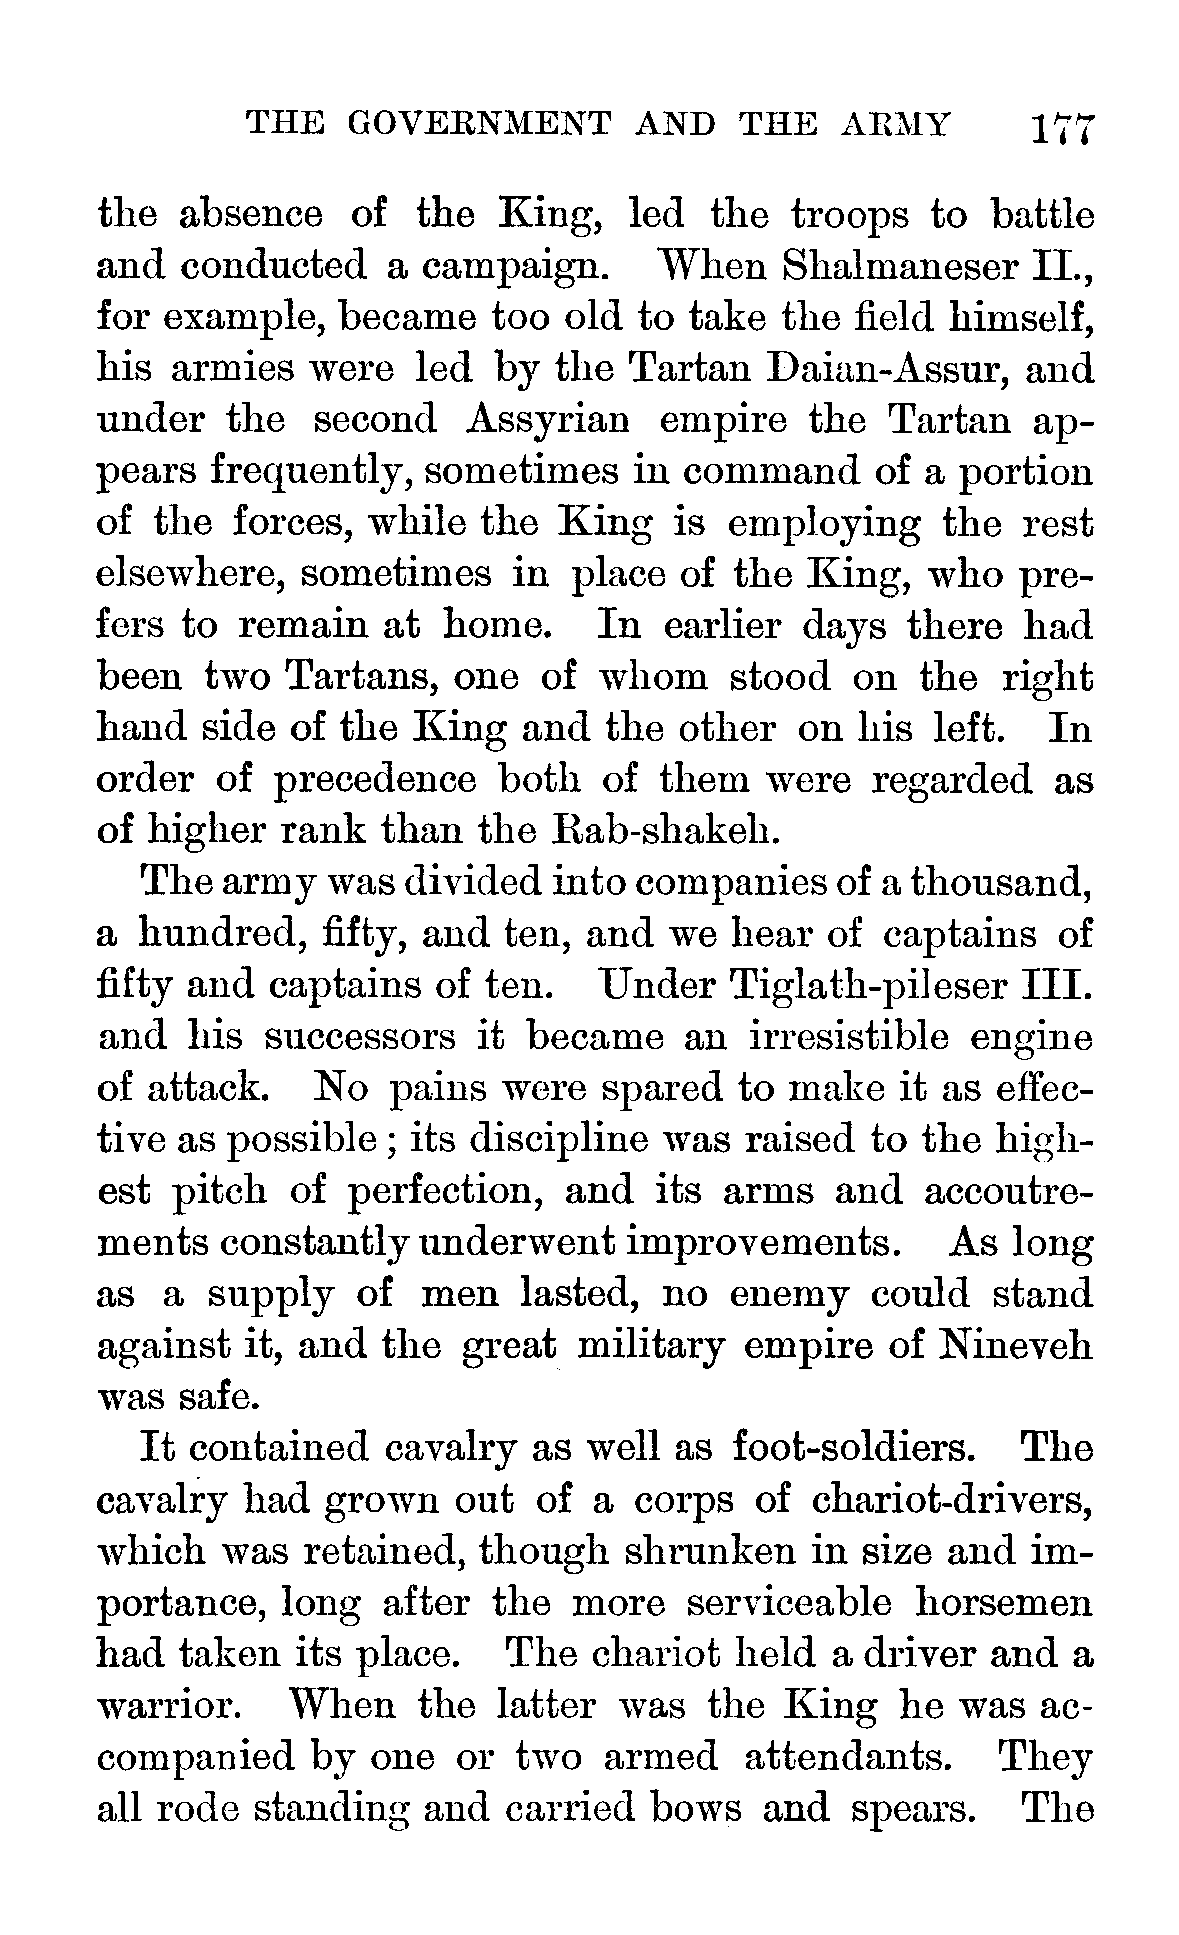 THE GOVERNMENT AND THE ARMY 177
the absence of the King, led the troops to battle
and conducted a campaign. When Shalmaneser II.,
for example, became too old to take the field himself,
his armies were led by the Tartan Daian-Assur, and
under the second Assyrian empire the Tartan ap-
pears frequently, sometimes in command of a portion
of the forces, while the King is employing the rest
elsewhere, sometimes in place of the King, who pre-
fers to remain at home. In earlier days there had
been two Tartans, one of whom stood on the right
hand side of the King and the other on his left. In
order of precedence both of them were regarded as
of higher rank than the Rab-shakeh.
The army was divided into companies of a thousand,
a hundred, fifty, and ten, and we hear of captains of
fifty and captains of ten. Under Tiglath-pileser III.
and his successors it became an irresistible engine
of attack. No pains were spared to make it as effec-
tive as possible; its discipline was raised to the high-
est pitch of perfection, and its arms and accoutre-
ments constantly underwent improvements. As long
as a supply of men lasted, no enemy could stand
against it, and the great military empire of Nineveh
was safe.
It contained cavalry as well as foot-soldiers. The
cavalry had grown out of a corps of chariot-drivers,
which was retained, though shrunken in size and im-
portance, long after the more serviceable horsemen
had taken its place. The chariot held a driver and a
warrior. When the latter was the King he was ac-
companied by one or two armed attendants. They
all rode standing and carried bows and spears. The